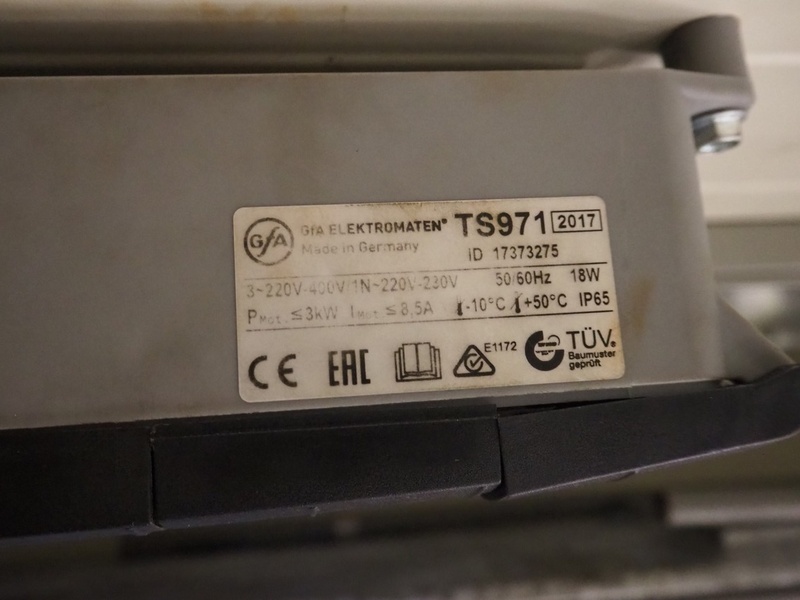 GfA
GfA ELEKTROMATEN® TS971 2017
Made in Germany
ID 17373275
3~220V-400V/1N~220V-230V 50/60Hz 18W
PMot. ≤3kW IMot. ≤8,5A -10°C +50°C IP65
CE EAC E1172 TÜV®
Baumuster
geprüft